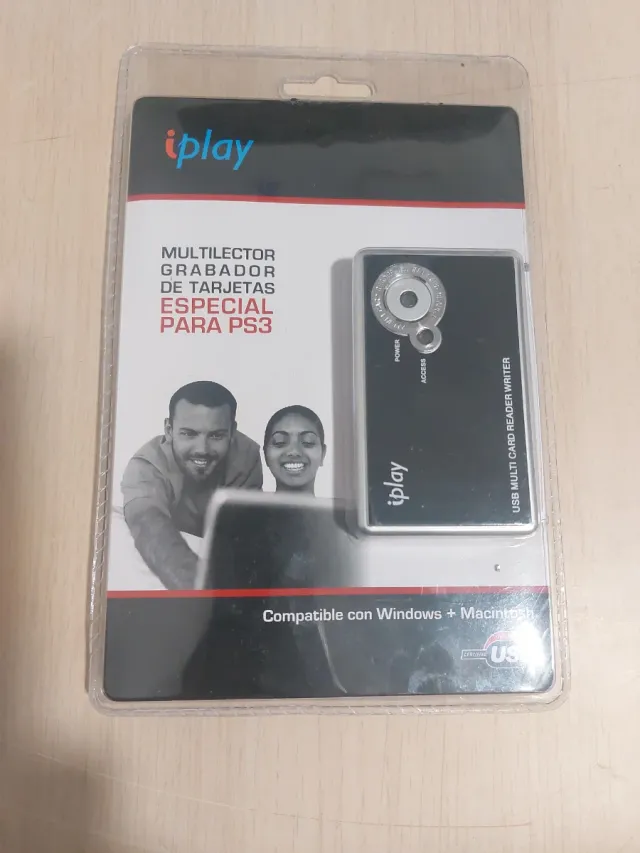 iplay
MULTILECTOR
GRABADOR
DE TARJETAS
ESPECIAL
PARA PS3
POWER
ACCESS
iplay
USB MULTI CARD READER WRITER
Compatible con Windows + Macintosh
CERTIFIED